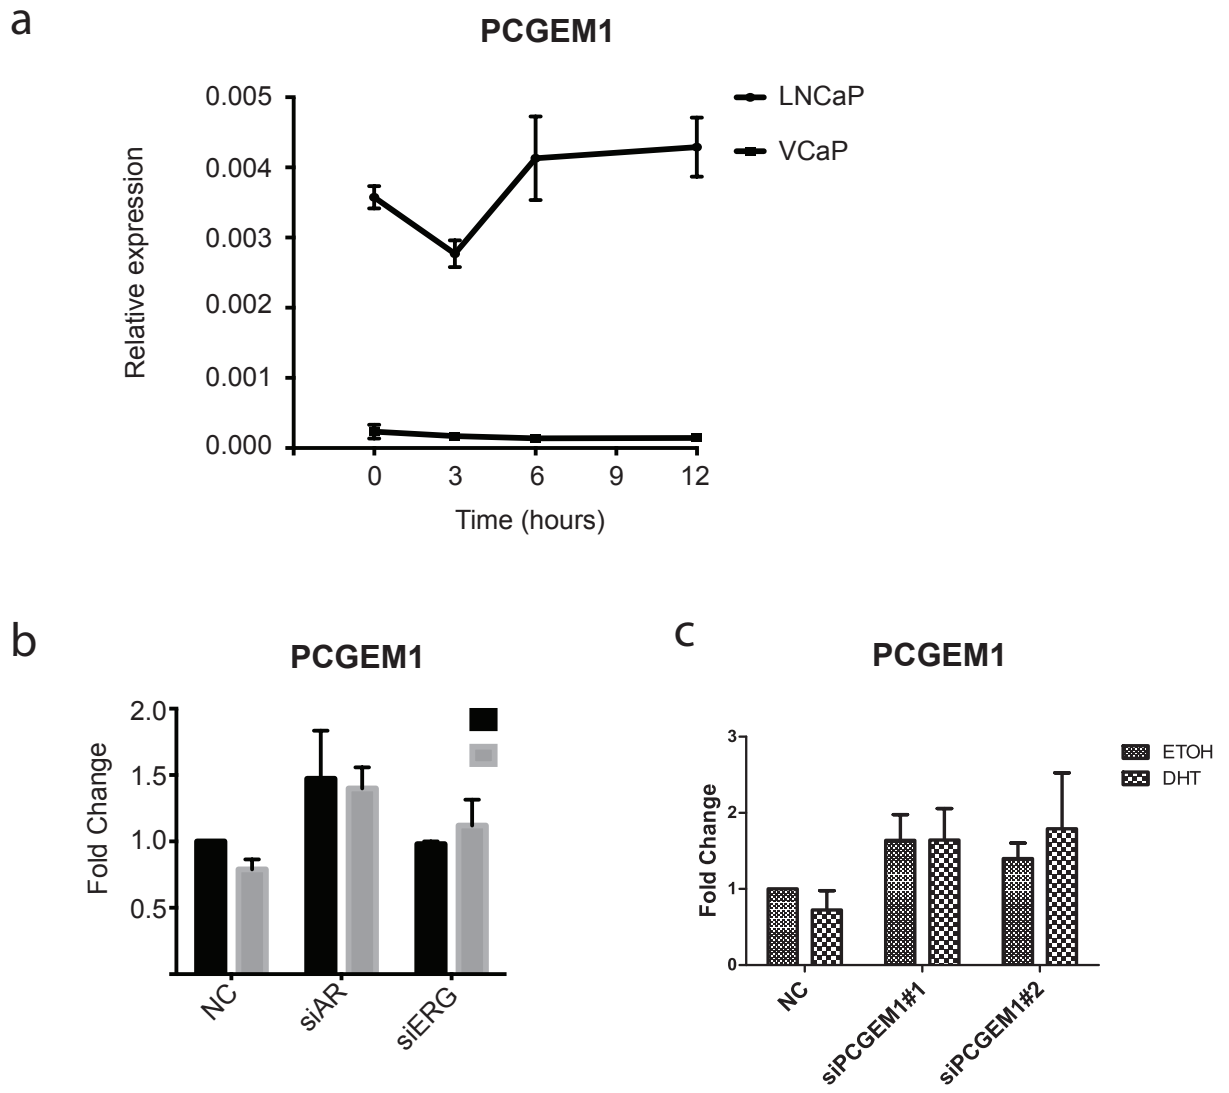 a
PCGEM1
0.005
0.004
0.003
0.002
0.001
0.000
Relative expression
0 3 6 9 12
Time (hours)
LNCaP
VCaP
b
PCGEM1
2.0
1.5
1.0
0.5
Fold Change
NC
siAR
siERG
c
PCGEM1
3
2
1
0
Fold Change
NC
siPCGEM1#1
siPCGEM1#2
ETOH
DHT